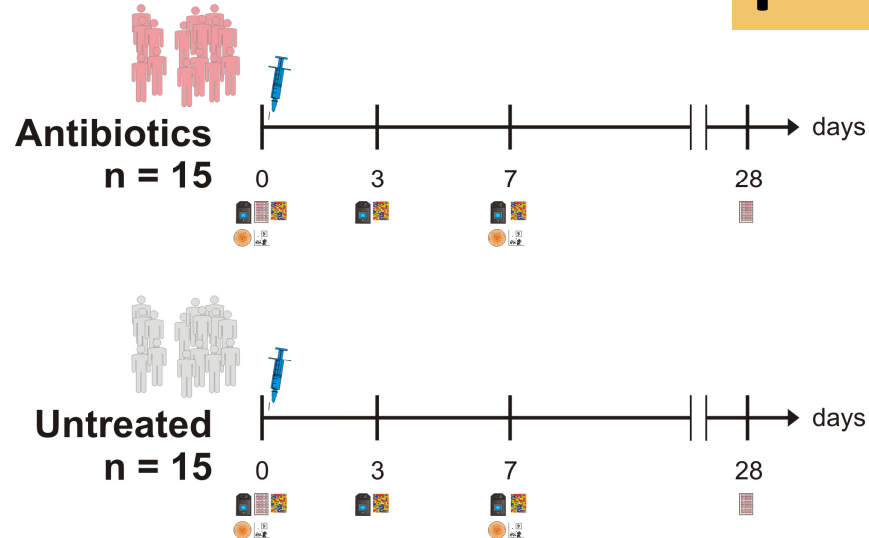 Antibiotics
n = 15
0 3 7 28
days
Untreated
n = 15
0 3 7 28
days